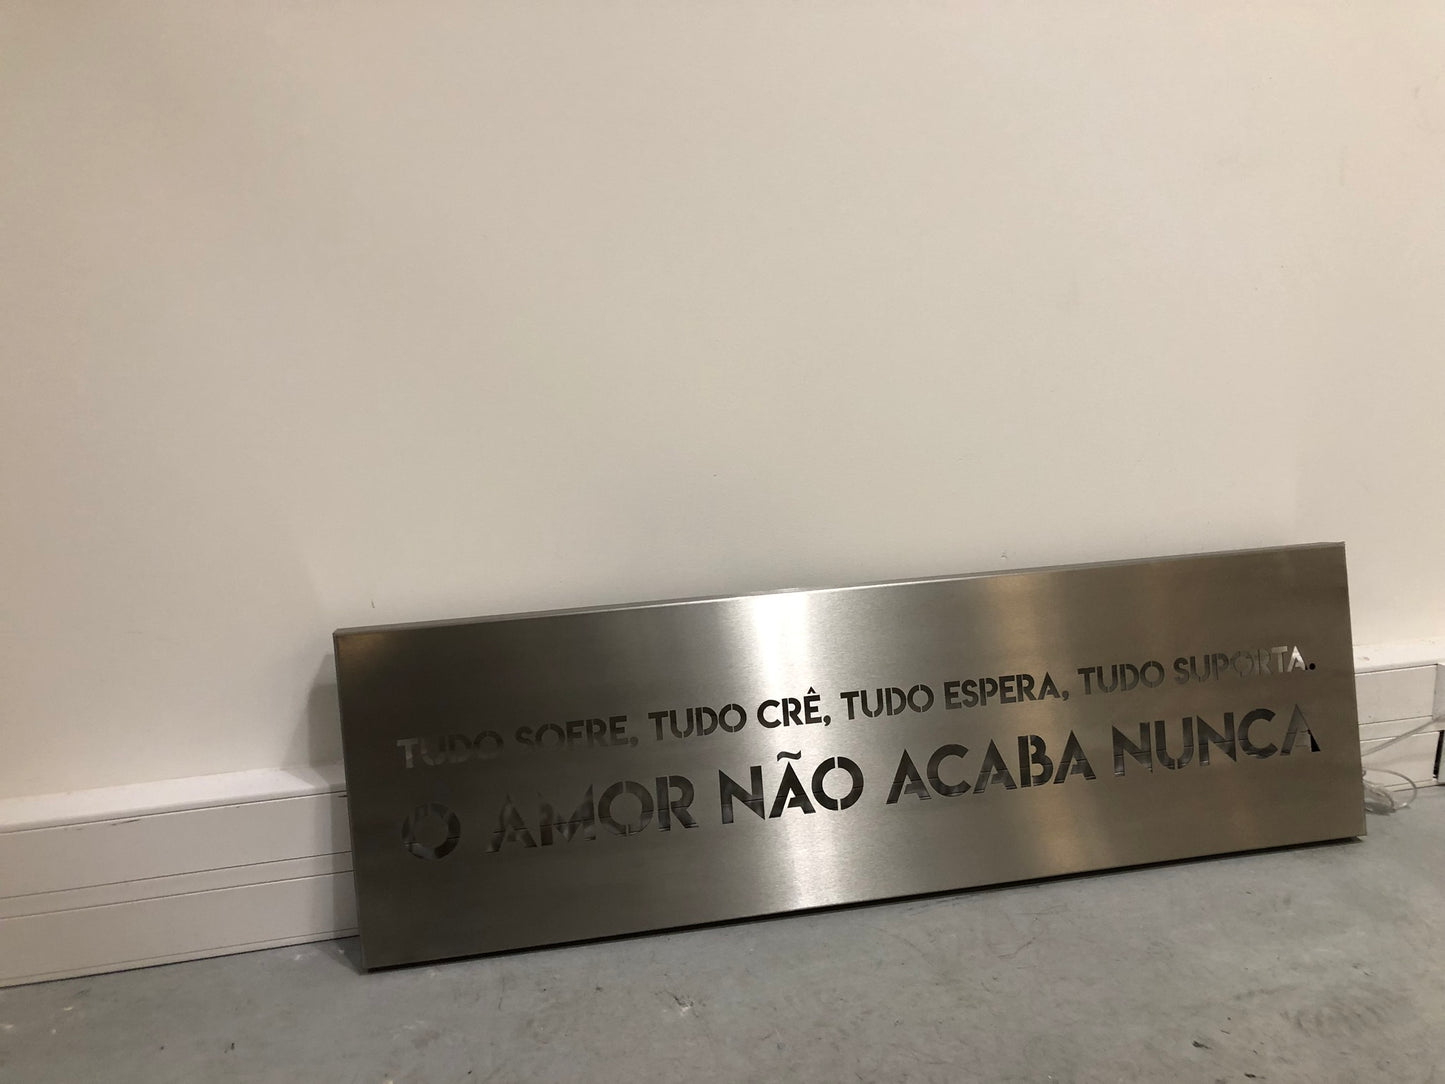 TUDO SOFRE, TUDO CRÊ, TUDO ESPERA, TUDO SUPORTA.
O AMOR NÃO ACABA NUNCA